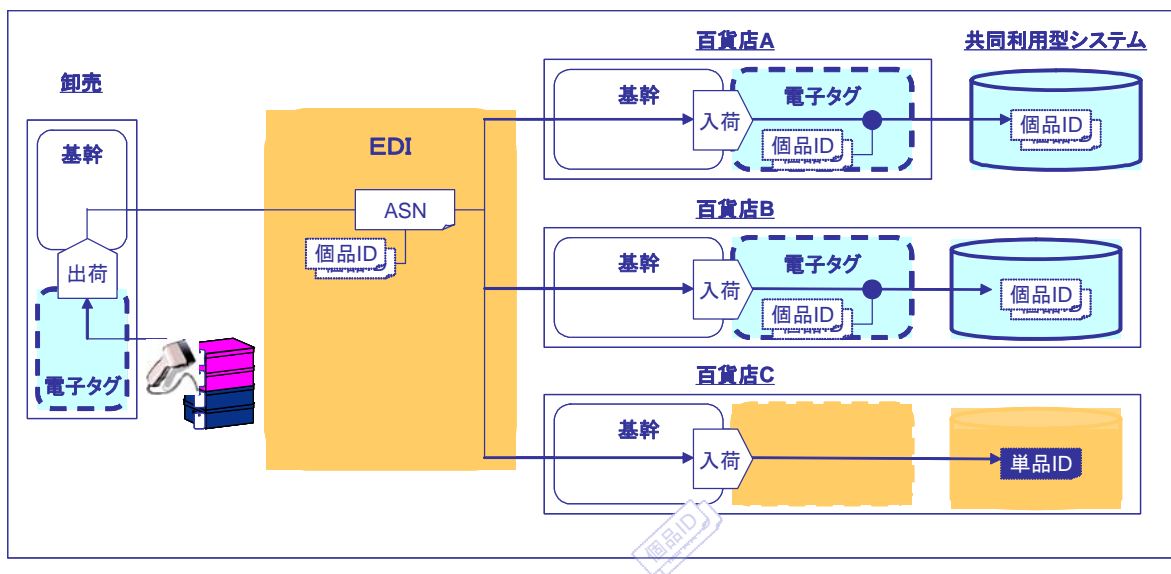 卸売
基幹
出荷
電子タグ
EDI
ASN
個品ID
百貨店A
基幹
入荷
電子タグ
個品ID
共同利用型システム
個品ID
百貨店B
基幹
入荷
電子タグ
個品ID
個品ID
百貨店C
基幹
入荷
単品ID
個品ID